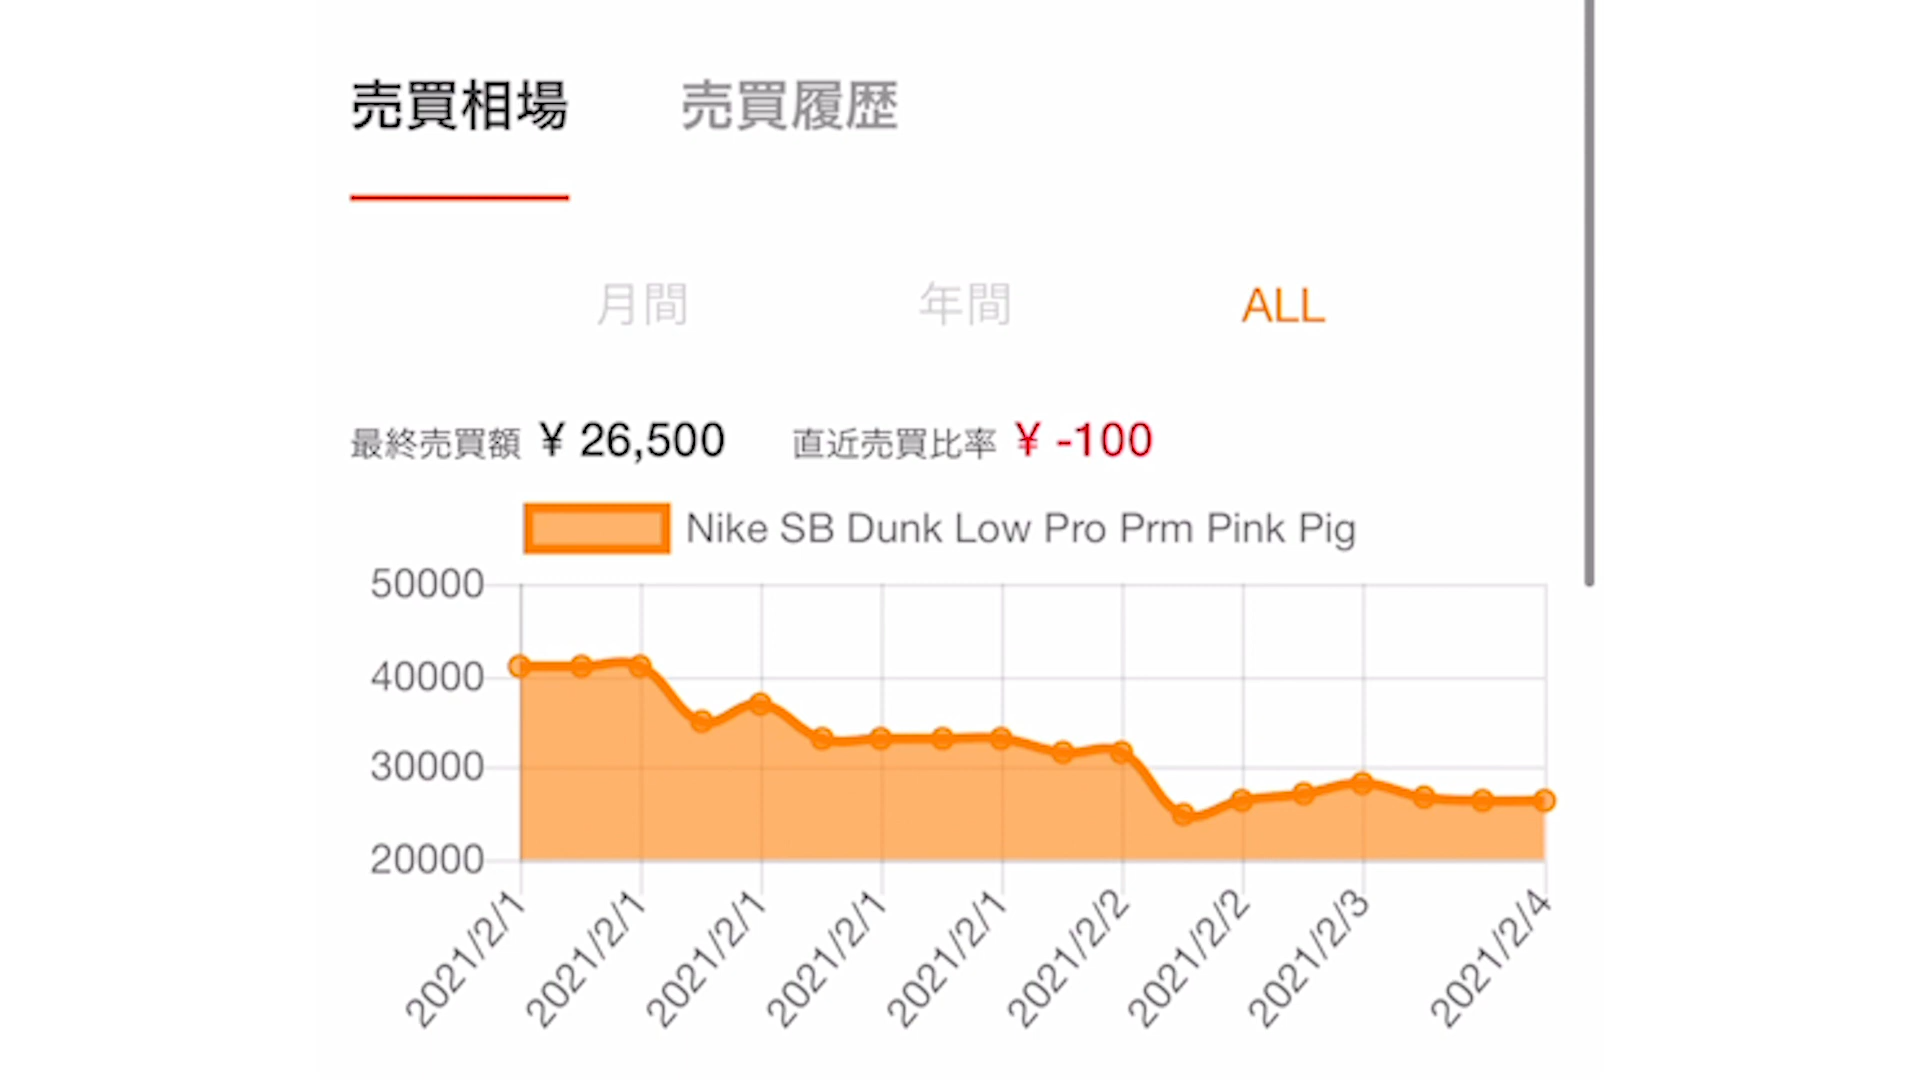 売買相場 売買履歴
月間 年間 ALL
最終売買額 ¥ 26,500 直近売買比率 ¥ -100
Nike SB Dunk Low Pro Prm Pink Pig
50000
40000
30000
20000
2021/2/1 2021/2/1 2021/2/1 2021/2/1 2021/2/1 2021/2/2 2021/2/2 2021/2/3 2021/2/4